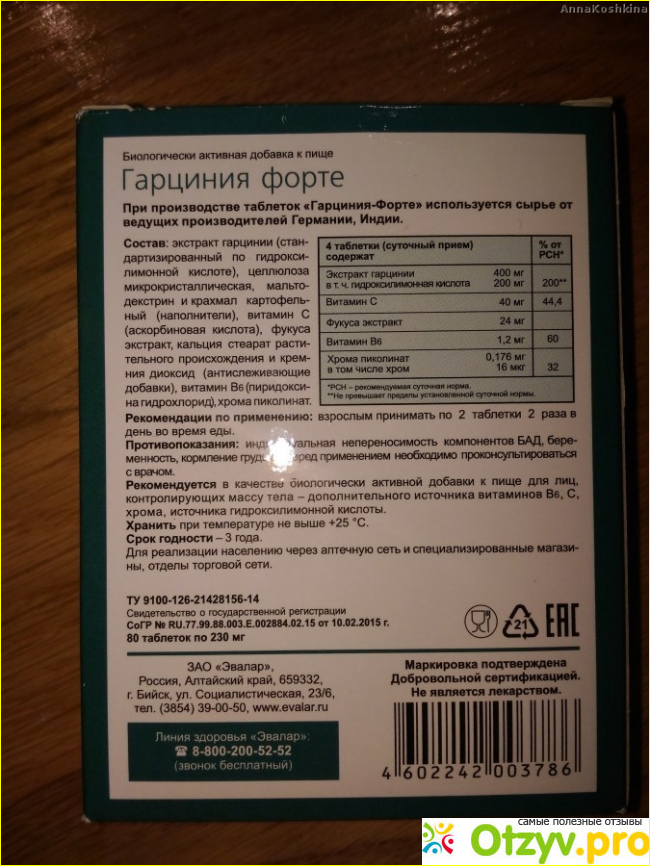 AnnaKoshkina
Биологически активная добавка к пище
Гарциния форте
При производстве таблеток «Гарциния-Форте» используется сырье от
ведущих производителей Германии, Индии.
Состав: экстракт гарцинии (стан-
дартизированный по гидрокси-
лимонной кислоте), целлюлоза
микрокристаллическая, мальто-
декстрин и крахмал картофель-
ный (наполнители), витамин С
(аскорбиновая кислота), фукуса
экстракт, кальция стеарат расти-
тельного происхождения и крем-
ния диоксид (антислеживающие
добавки), витамин В6 (пиридокси-
на гидрохлорид), хрома пиколинат.
4 таблетки (суточный прием) % от
содержат РСН*
Экстракт гарцинии 400 мг
в т. ч. гидроксилимонная кислота 200 мг 200**
Витамин С 40 мг 44,4
Фукуса экстракт 24 мг
Витамин В6 1,2 мг 60
Хрома пиколинат 0,176 мг
в том числе хром 16 мкг 32
*РСН – рекомендуемая суточная норма.
**Не превышает пределы установленной суточной нормы.
Рекомендации по применению: взрослым принимать по 2 таблетки 2 раза в
день во время еды.
Противопоказания: непереносимость компонентов БАД, бере-
менность, кормление применением необходимо проконсультироваться
с врачом.
Рекомендуется в качестве биологически активной добавки к пище для лиц,
контролирующих массу тела – дополнительного источника витаминов В6, С,
хрома, источника гидроксилимонной кислоты.
Хранить при температуре не выше +25 °С.
Срок годности – 3 года.
Для реализации населению через аптечную сеть и специализированные магази-
ны, отделы торговой сети.
ТУ 9100-126-21428156-14
Свидетельство о государственной регистрации
СоГР № RU.77.99.88.003.Е.002884.02.15 от 10.02.2015 г.
80 таблеток по 230 мг
21
EAC
ЗАО «Эвалар»,
Россия, Алтайский край, 659332,
г. Бийск, ул. Социалистическая, 23/6,
тел. (3854) 39-00-50, www.evalar.ru
Линия здоровья «Эвалар»:
☎ 8-800-200-52-52
(звонок бесплатный)
Маркировка подтверждена
Добровольной сертификацией.
Не является лекарством.
4 602242 003786
самые полезные отзывы
Otzyv.pro